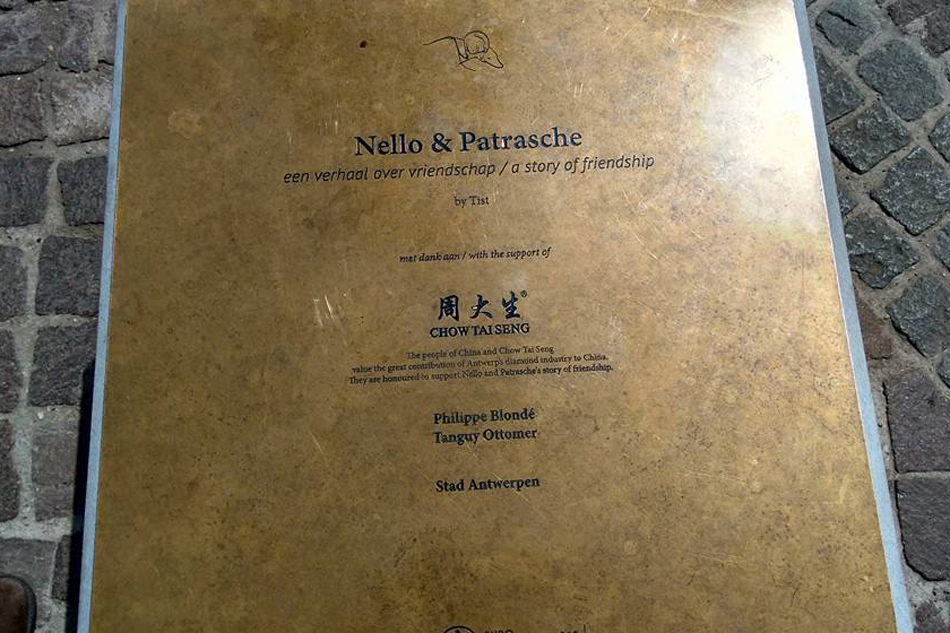 Nello & Patrasche
een verhaal over vriendschap / a story of friendship
by Tist
met dank aan / with the support of
周大生®
CHOW TAI SENG
The people of China and Chow Tai Seng
value the great contribution of Antwerp's diamond industry to China.
They are honoured to support Nello and Patrasche's story of friendship.
Philippe Blondé
Tanguy Ottomer
Stad Antwerpen